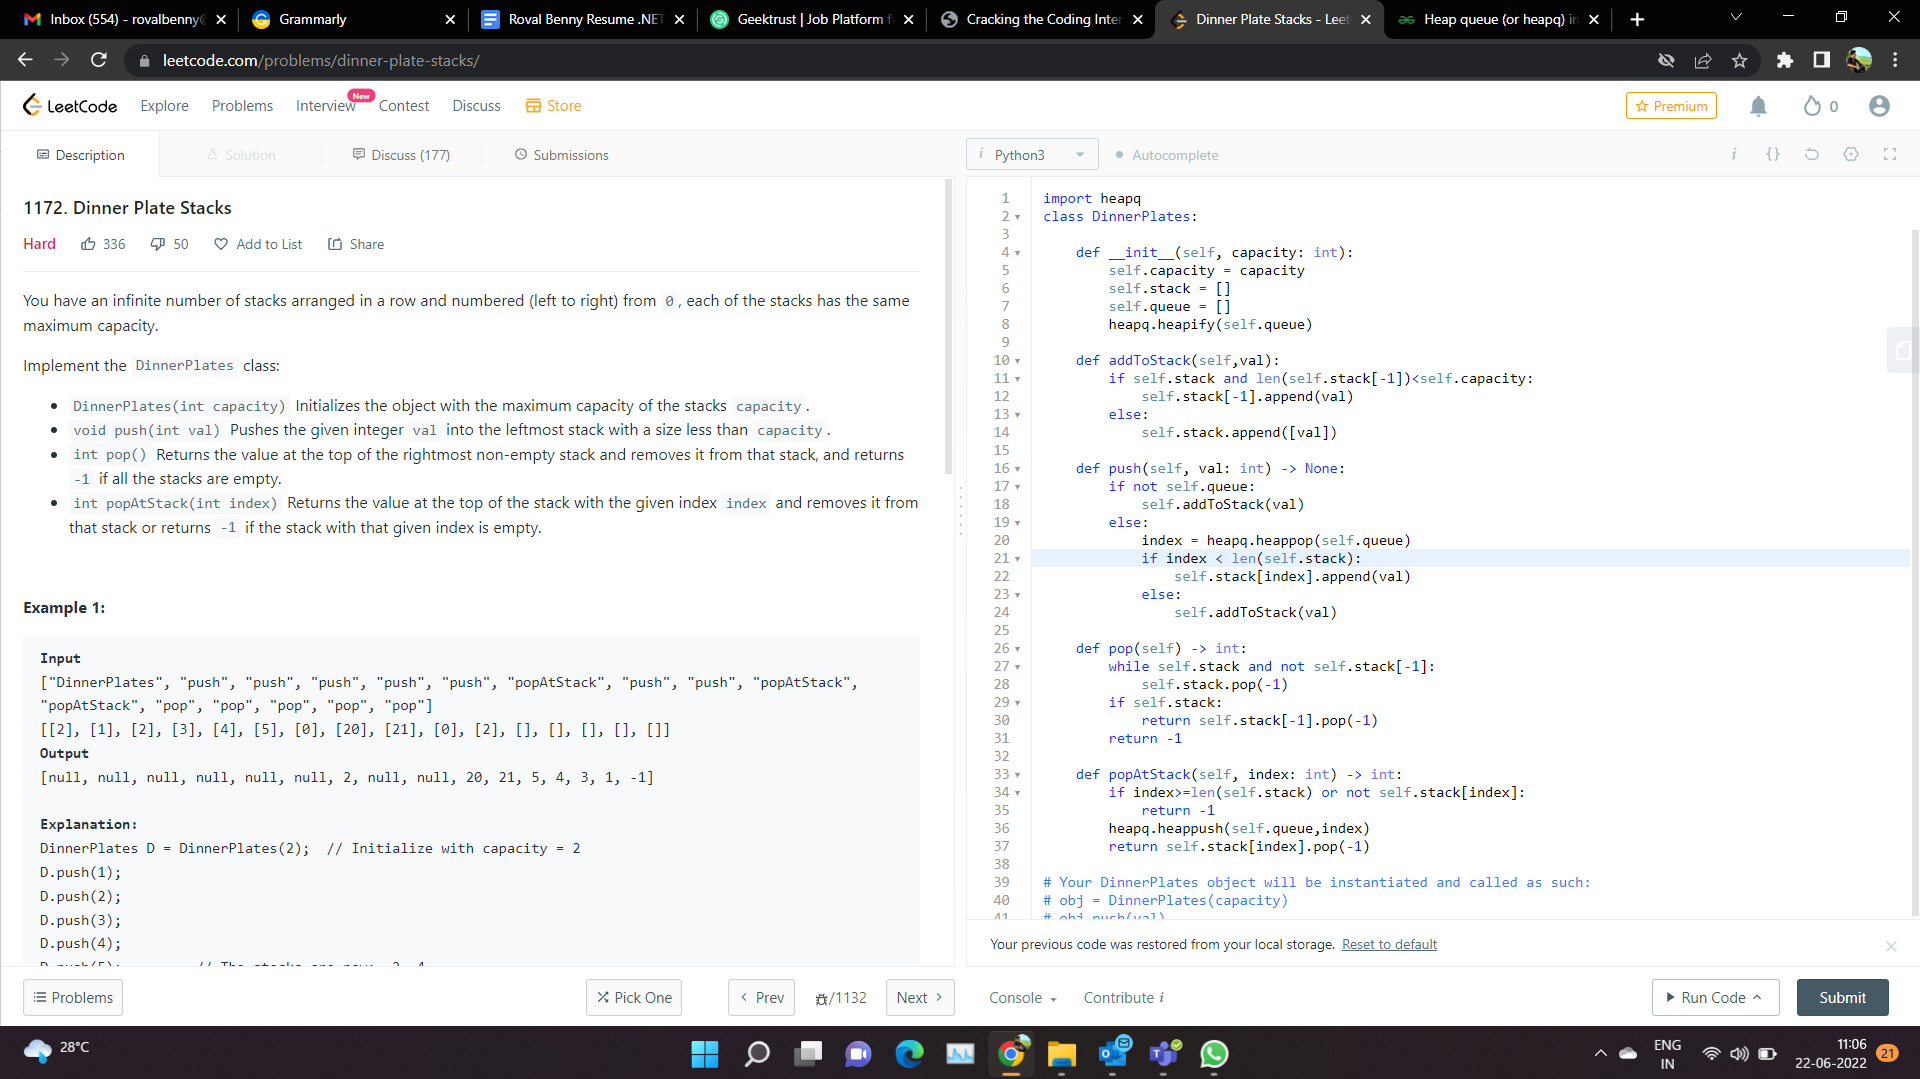 Inbox (554) - rovalbenny@
Grammarly
Roval Benny Resume .NET
Geektrust | Job Platform f
Cracking the Coding Inter
Dinner Plate Stacks - Leet
Heap queue (or heapq) in
leetcode.com/problems/dinner-plate-stacks/
LeetCode Explore Problems Interview New Contest Discuss Store
Premium 0
Description Solution Discuss (177) Submissions
1172. Dinner Plate Stacks
Hard 336 50 Add to List Share
You have an infinite number of stacks arranged in a row and numbered (left to right) from 0, each of the stacks has the same
maximum capacity.
Implement the DinnerPlates class:
• DinnerPlates(int capacity) Initializes the object with the maximum capacity of the stacks capacity.
• void push(int val) Pushes the given integer val into the leftmost stack with a size less than capacity.
• int pop() Returns the value at the top of the rightmost non-empty stack and removes it from that stack, and returns
-1 if all the stacks are empty.
• int popAtStack(int index) Returns the value at the top of the stack with the given index index and removes it from
that stack or returns -1 if the stack with that given index is empty.
Example 1:
Input
["DinnerPlates", "push", "push", "push", "push", "push", "popAtStack", "push", "push", "popAtStack",
"popAtStack", "pop", "pop", "pop", "pop", "pop"]
[[2], [1], [2], [3], [4], [5], [0], [20], [21], [0], [2], [], [], [], [], []]
Output
[null, null, null, null, null, null, 2, null, null, 20, 21, 5, 4, 3, 1, -1]
Explanation:
DinnerPlates D = DinnerPlates(2);  // Initialize with capacity = 2
D.push(1);
D.push(2);
D.push(3);
D.push(4);
D.push(5);         // The stacks are now:  2  4
Problems Pick One Prev /1132 Next
i Python3 Autocomplete
i {}
1 import heapq
2 class DinnerPlates:
3
4     def __init__(self, capacity: int):
5         self.capacity = capacity
6         self.stack = []
7         self.queue = []
8         heapq.heapify(self.queue)
9
10     def addToStack(self,val):
11         if self.stack and len(self.stack[-1])<self.capacity:
12             self.stack[-1].append(val)
13         else:
14             self.stack.append([val])
15
16     def push(self, val: int) -> None:
17         if not self.queue:
18             self.addToStack(val)
19         else:
20             index = heapq.heappop(self.queue)
21             if index < len(self.stack):
22                 self.stack[index].append(val)
23             else:
24                 self.addToStack(val)
25
26     def pop(self) -> int:
27         while self.stack and not self.stack[-1]:
28             self.stack.pop(-1)
29         if self.stack:
30             return self.stack[-1].pop(-1)
31         return -1
32
33     def popAtStack(self, index: int) -> int:
34         if index>=len(self.stack) or not self.stack[index]:
35             return -1
36         heapq.heappush(self.queue,index)
37         return self.stack[index].pop(-1)
38
39 # Your DinnerPlates object will be instantiated and called as such:
40 # obj = DinnerPlates(capacity)
41 # obj.push(val)
Your previous code was restored from your local storage. Reset to default
Console Contribute i Run Code Submit
28°C
ENG
IN
11:06
22-06-2022
21